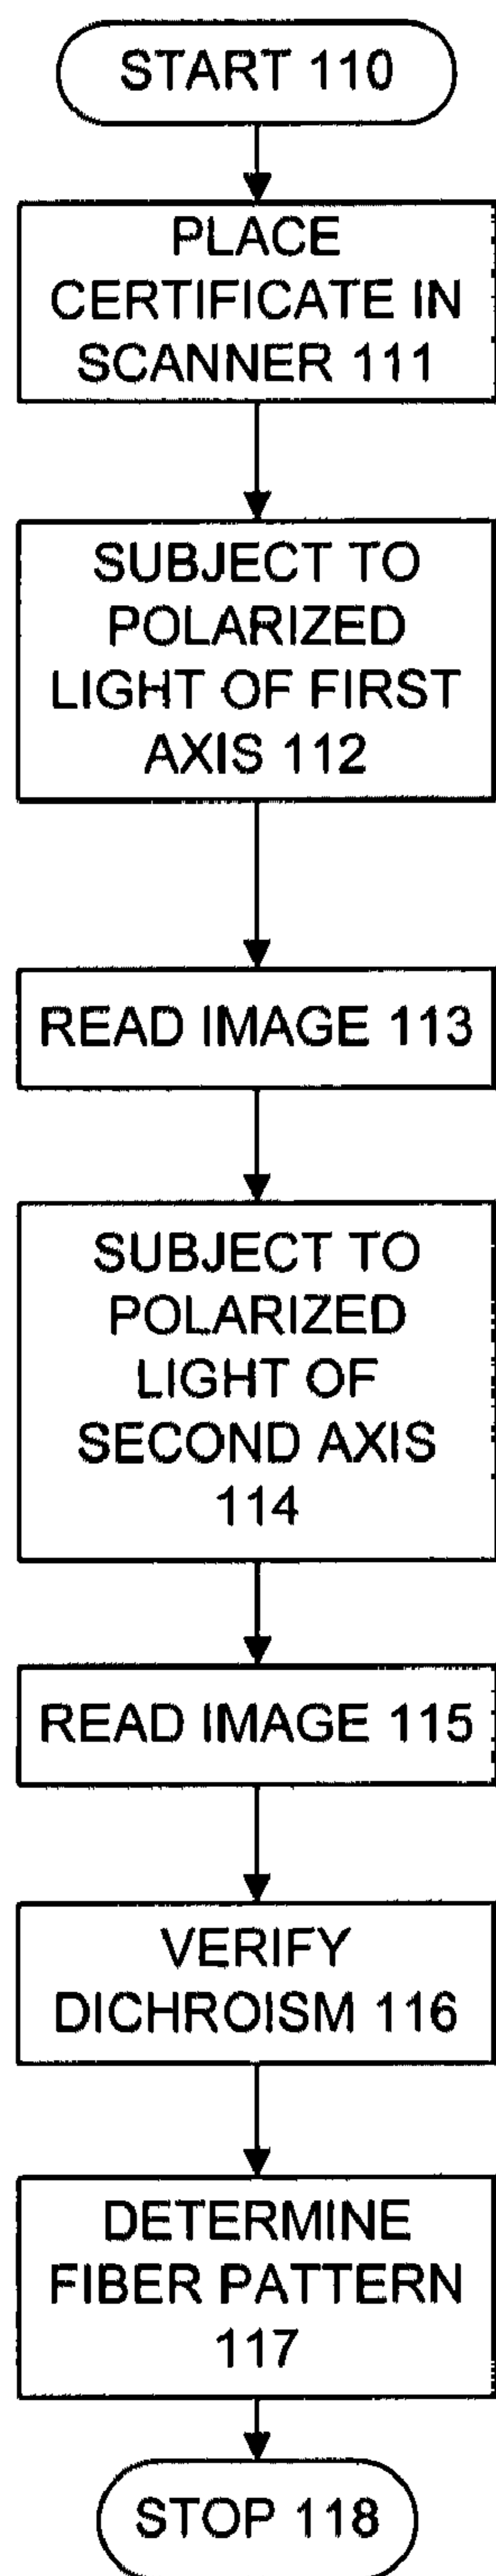 START 110
PLACE
CERTIFICATE IN
SCANNER 111
SUBJECT TO
POLARIZED
LIGHT OF FIRST
AXIS 112
READ IMAGE 113
SUBJECT TO
POLARIZED
LIGHT OF
SECOND AXIS
114
READ IMAGE 115
VERIFY
DICHROISM 116
DETERMINE
FIBER PATTERN
117
STOP 118